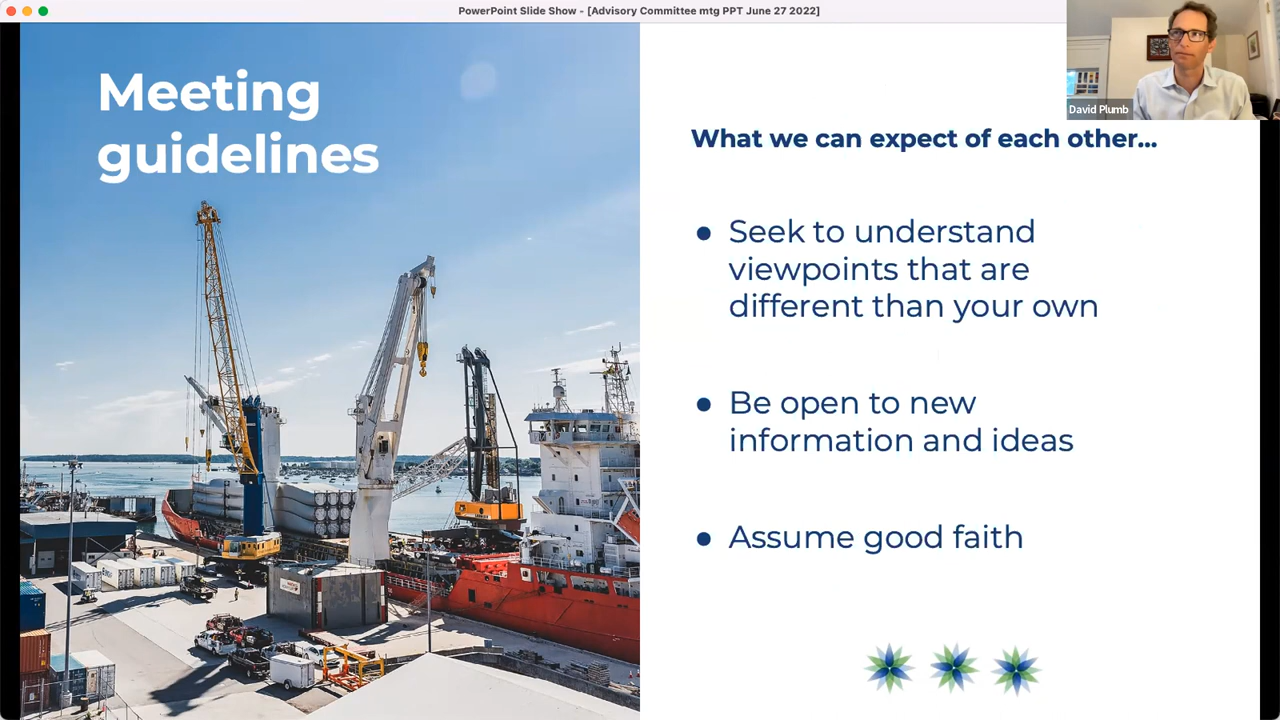 PowerPoint Slide Show - [Advisory Committee mtg PPT June 27 2022]
Meeting
guidelines
David Plumb
What we can expect of each other...
● Seek to understand
viewpoints that are
different than your own
● Be open to new
information and ideas
● Assume good faith